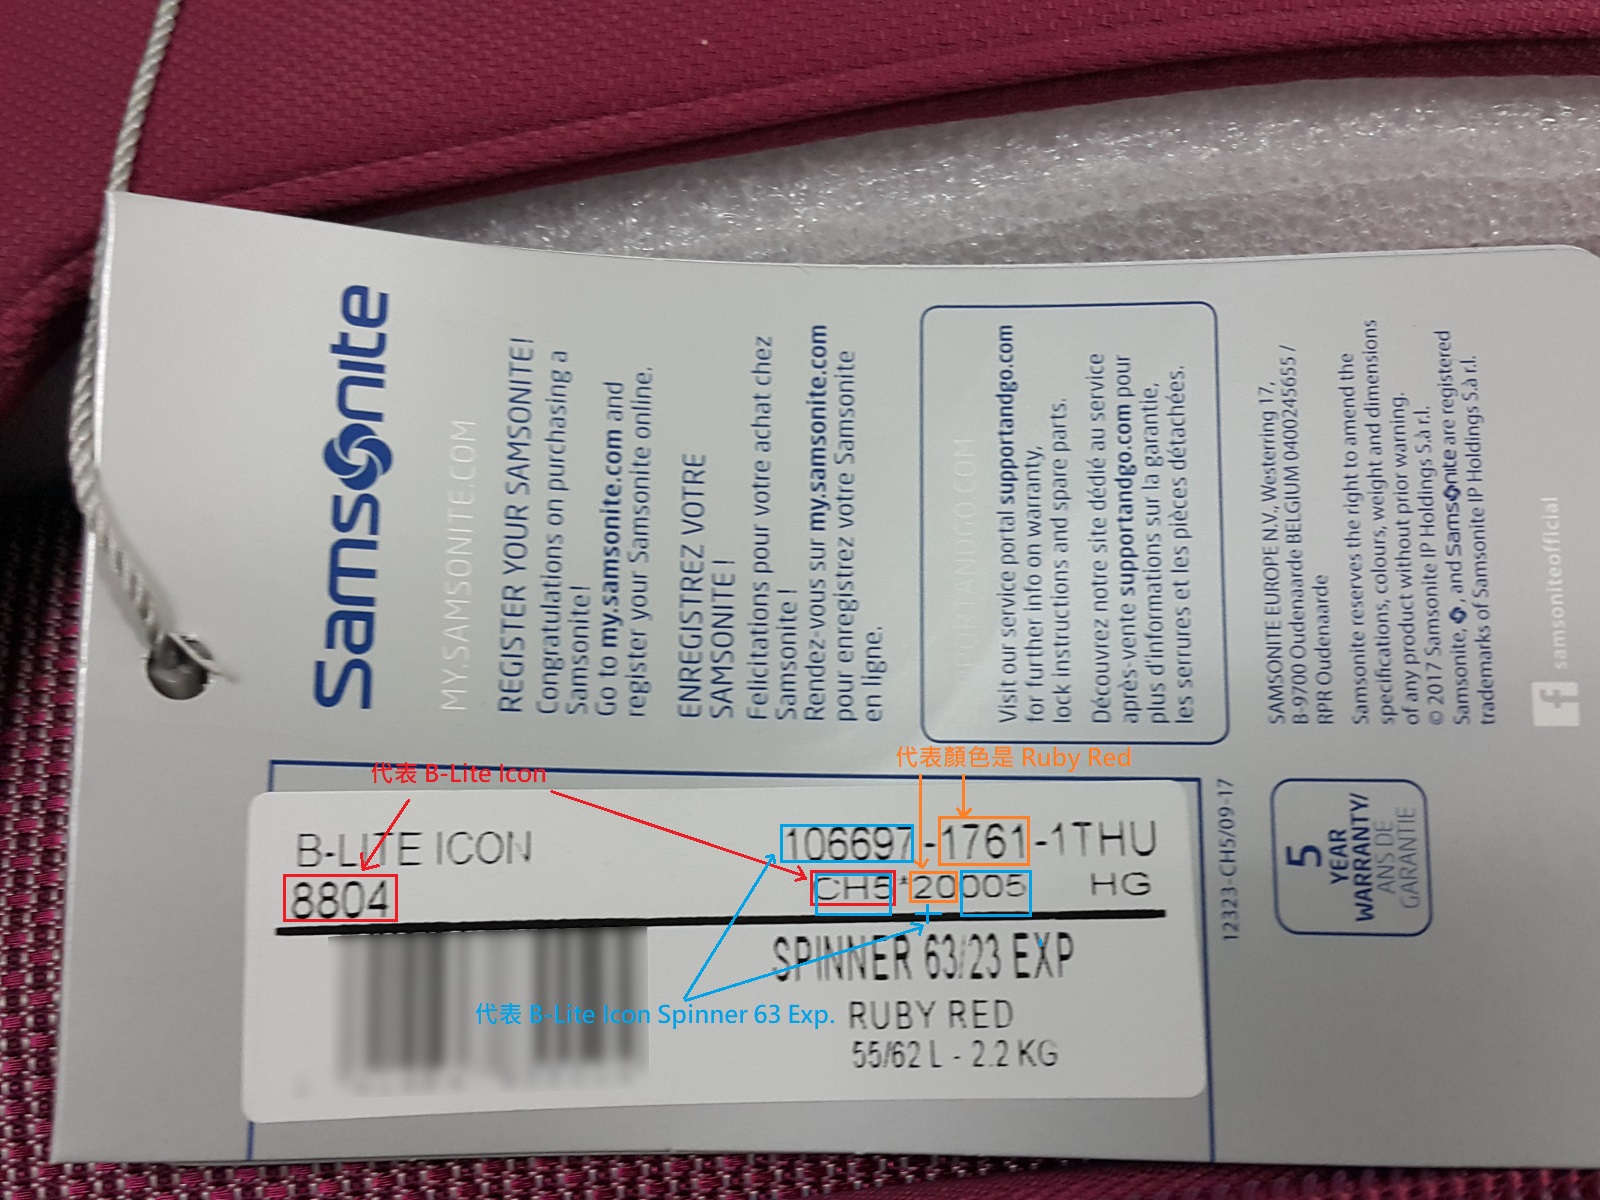 Samsonite
MY.SAMSONITE.COM
REGISTER YOUR SAMSONITE!
Congratulations on purchasing a
Samsonite!
Go to my.samsonite.com and
register your Samsonite online.
ENREGISTREZ VOTRE
SAMSONITE !
Felicitations pour votre achat chez
Samsonite!
Rendez-vous sur my.samsonite.com
pour enregistrez votre Samsonite
en ligne.
SUPPORTANDGO.COM
Visit our service portal supportandgo.com
for further info on warranty,
lock instructions and spare parts.
Découvrez notre site dédié au service
après-vente supportandgo.com pour
plus d'informations sur la garantie,
les serrures et les pièces détachées.
SAMSONITE EUROPE N.V., Westerring 17,
B-9700 Oudenaarde BELGIUM 0400245655 /
RPR Oudenaarde
Samsonite reserves the right to amend the
specifications, colours, weight and dimensions
of any product without prior warning.
© 2017 Samsonite IP Holdings S.à r.l.
Samsonite, , and Samsonite are registered
trademarks of Samsonite IP Holdings S.à r.l.
f samsoniteofficial
代表 B-Lite Icon
代表顏色是 Ruby Red
B-LITE ICON
106697-1761-1THU
8804
CH5*20005 HG
SPINNER 63/23 EXP
代表 B-Lite Icon Spinner 63 Exp.
RUBY RED
55/62 L - 2.2 KG
12323-CH5/09-17
5
YEAR
WARRANTY/
ANS DE
GARANTIE